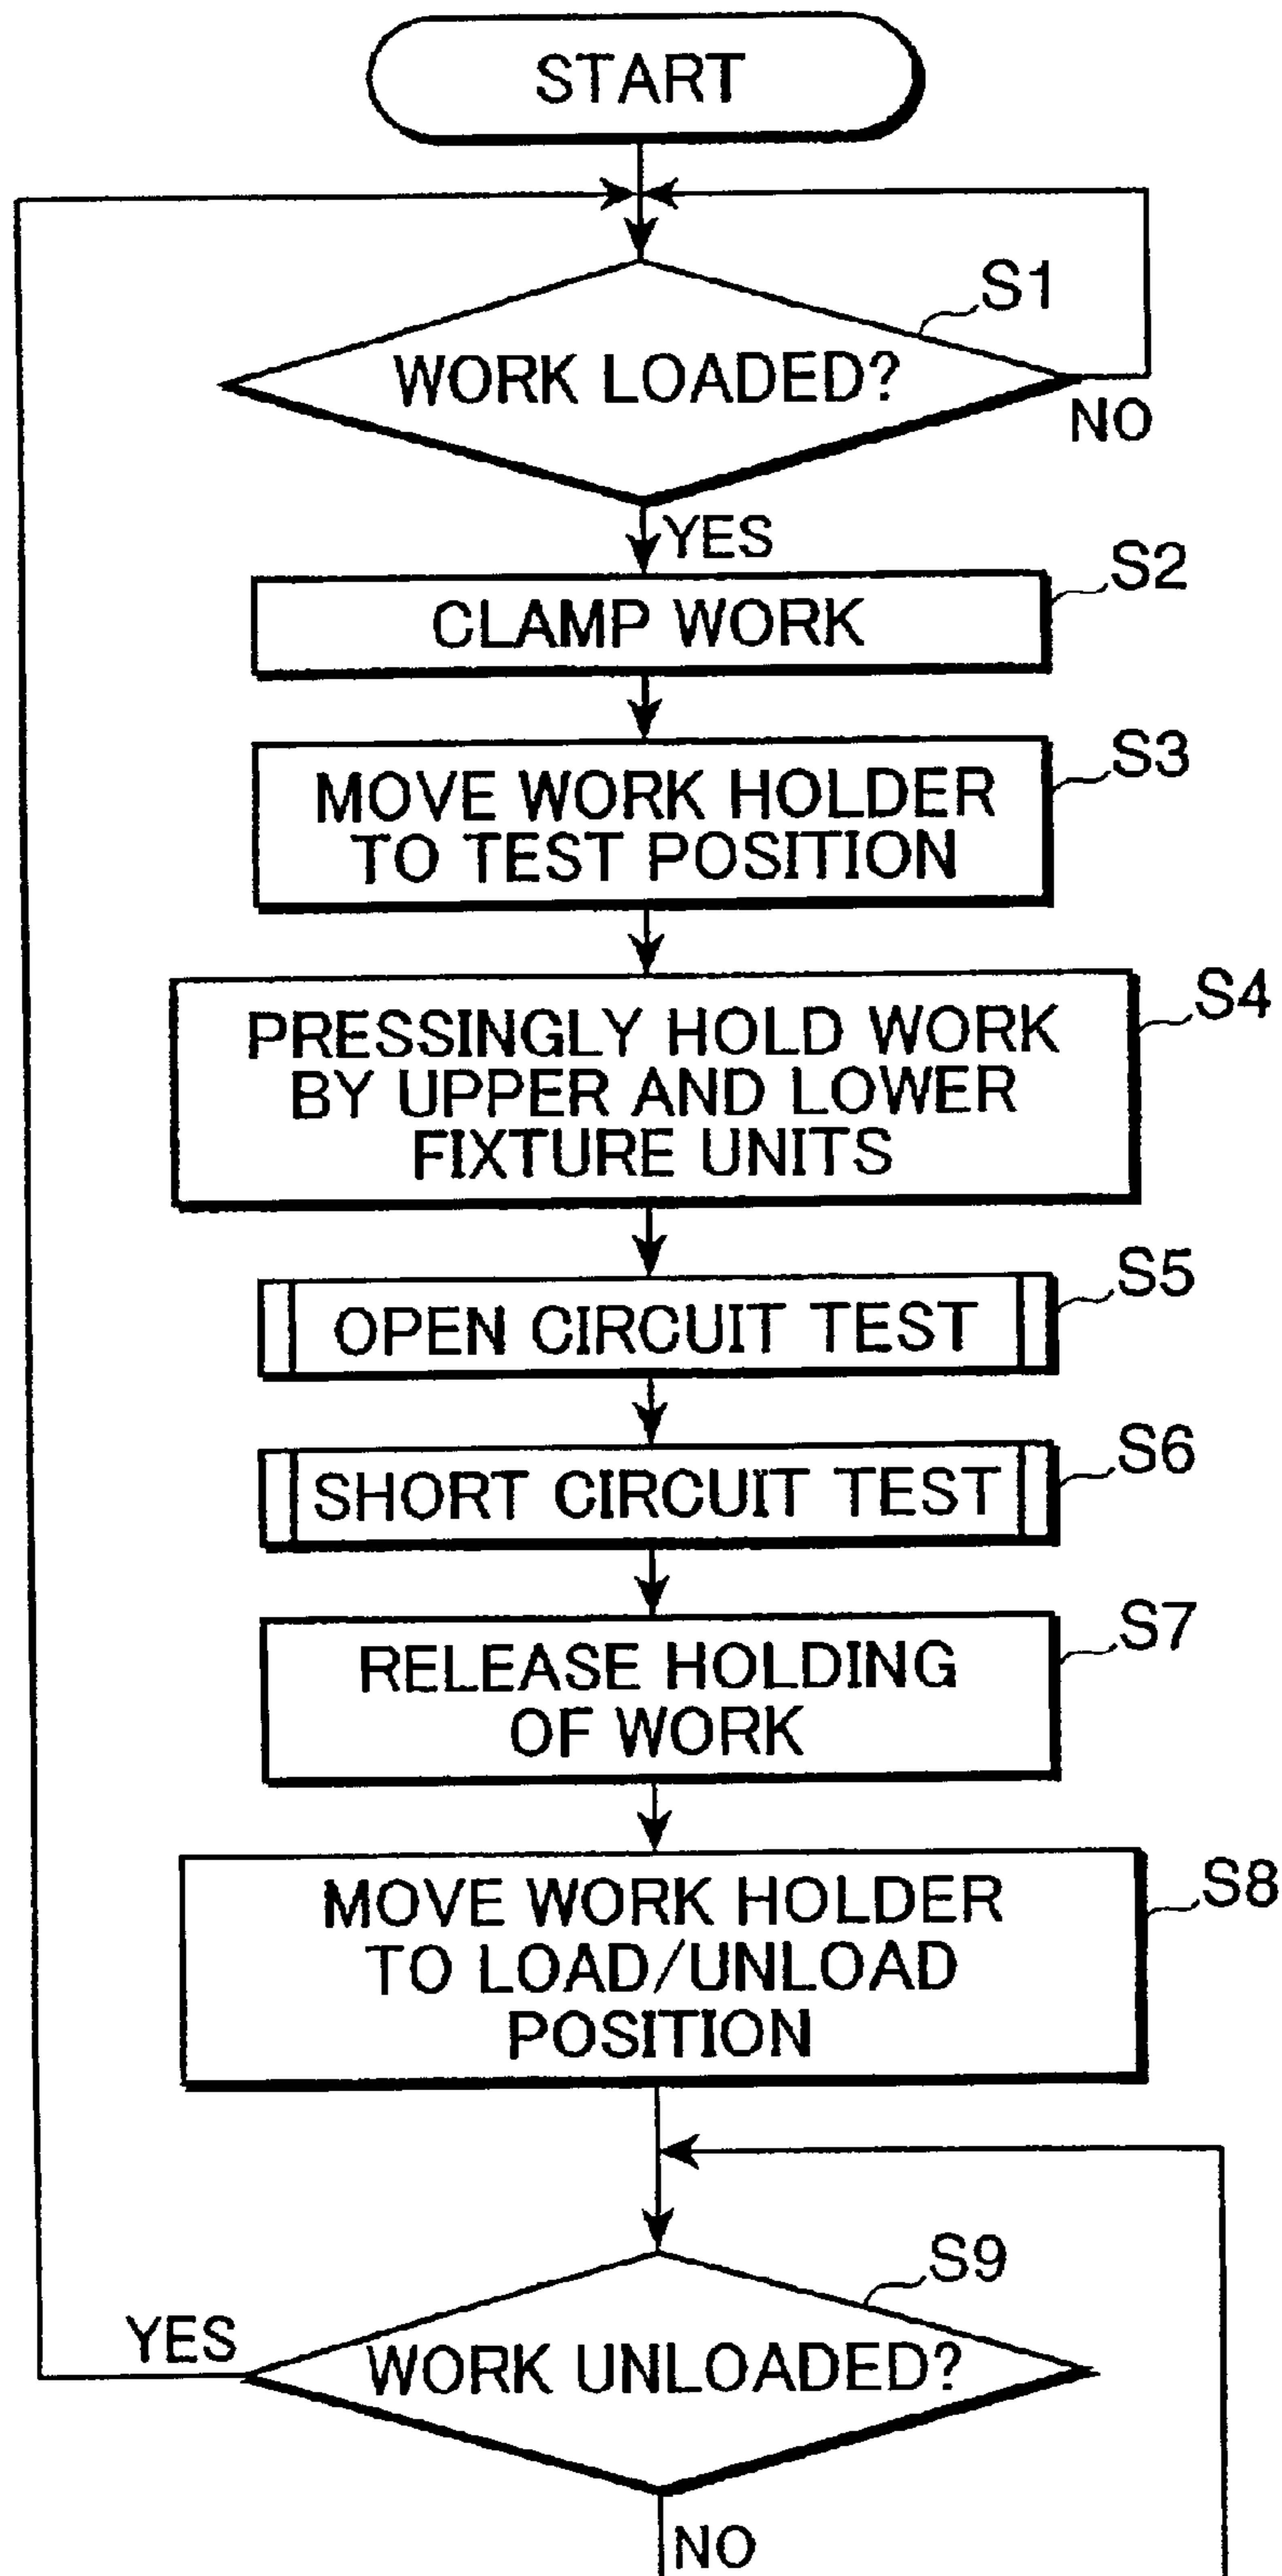 START
S1
WORK LOADED?
NO
YES
S2
CLAMP WORK
S3
MOVE WORK HOLDER
TO TEST POSITION
S4
PRESSINGLY HOLD WORK
BY UPPER AND LOWER
FIXTURE UNITS
S5
OPEN CIRCUIT TEST
S6
SHORT CIRCUIT TEST
S7
RELEASE HOLDING
OF WORK
S8
MOVE WORK HOLDER
TO LOAD/UNLOAD
POSITION
S9
YES
WORK UNLOADED?
NO